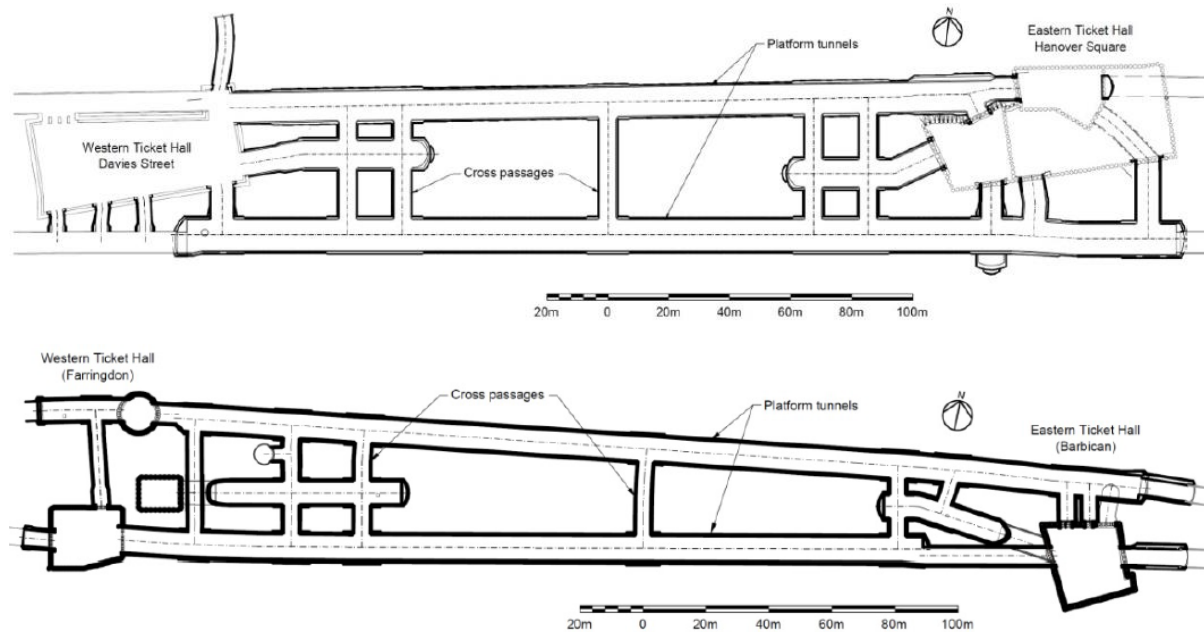 N
Eastern Ticket Hall
Hanover Square
Platform tunnels
Western Ticket Hall
Davies Street
Cross passages
20m 0 20m 40m 60m 80m 100m
Western Ticket Hall
(Farringdon)
Cross passages
Platform tunnels
N
Eastern Ticket Hall
(Barbican)
20m 0 20m 40m 60m 80m 100m